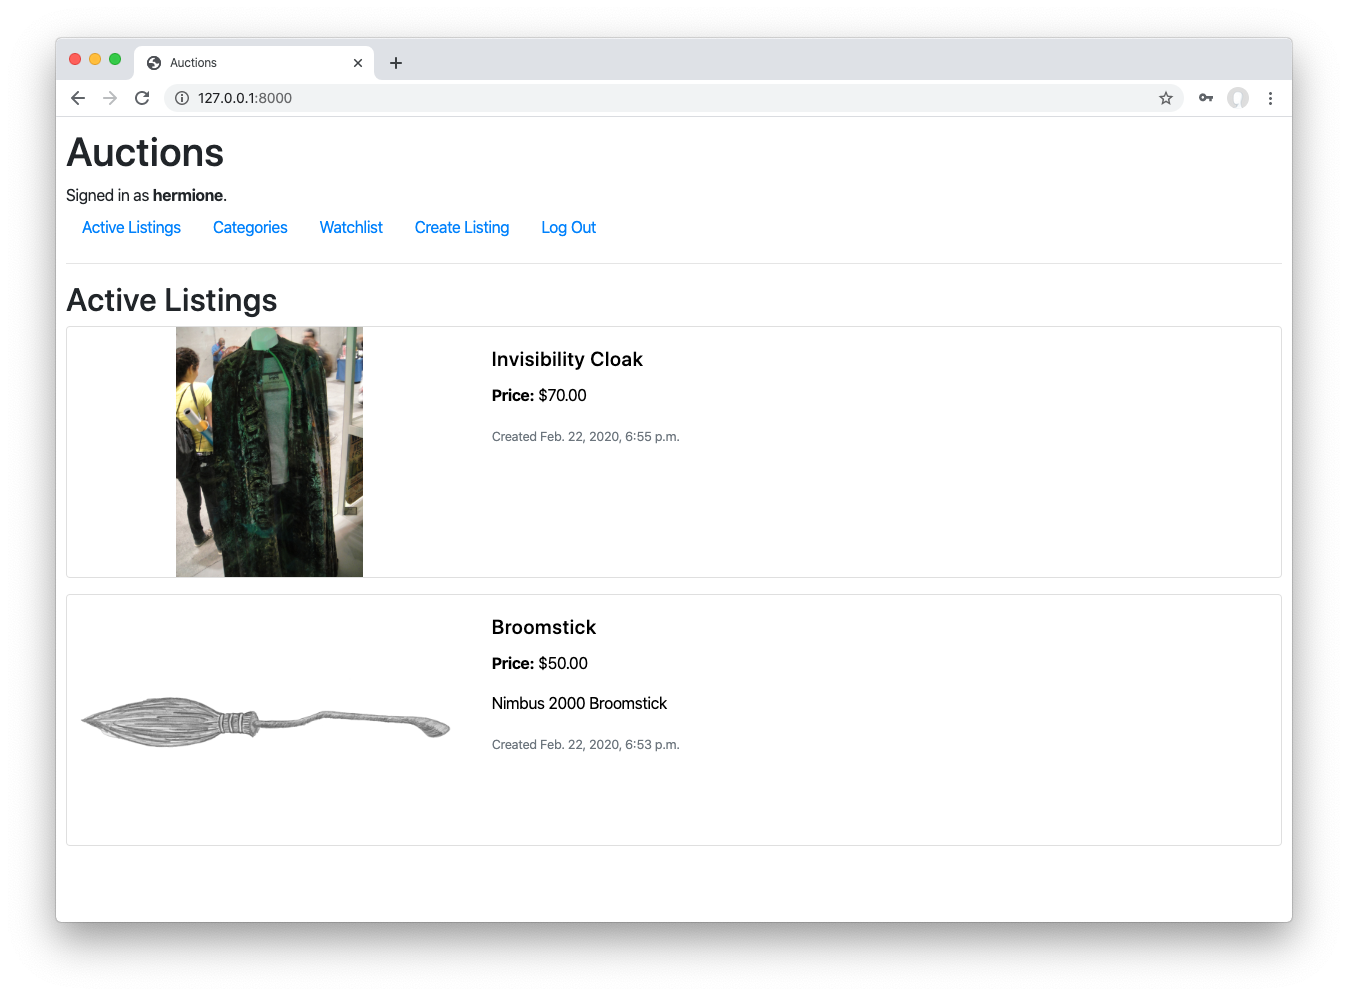 Auctions
127.0.0.1:8000
Auctions
Signed in as hermione.
Active Listings Categories Watchlist Create Listing Log Out
Active Listings
Invisibility Cloak
Price: $70.00
Created Feb. 22, 2020, 6:55 p.m.
Broomstick
Price: $50.00
Nimbus 2000 Broomstick
Created Feb. 22, 2020, 6:53 p.m.